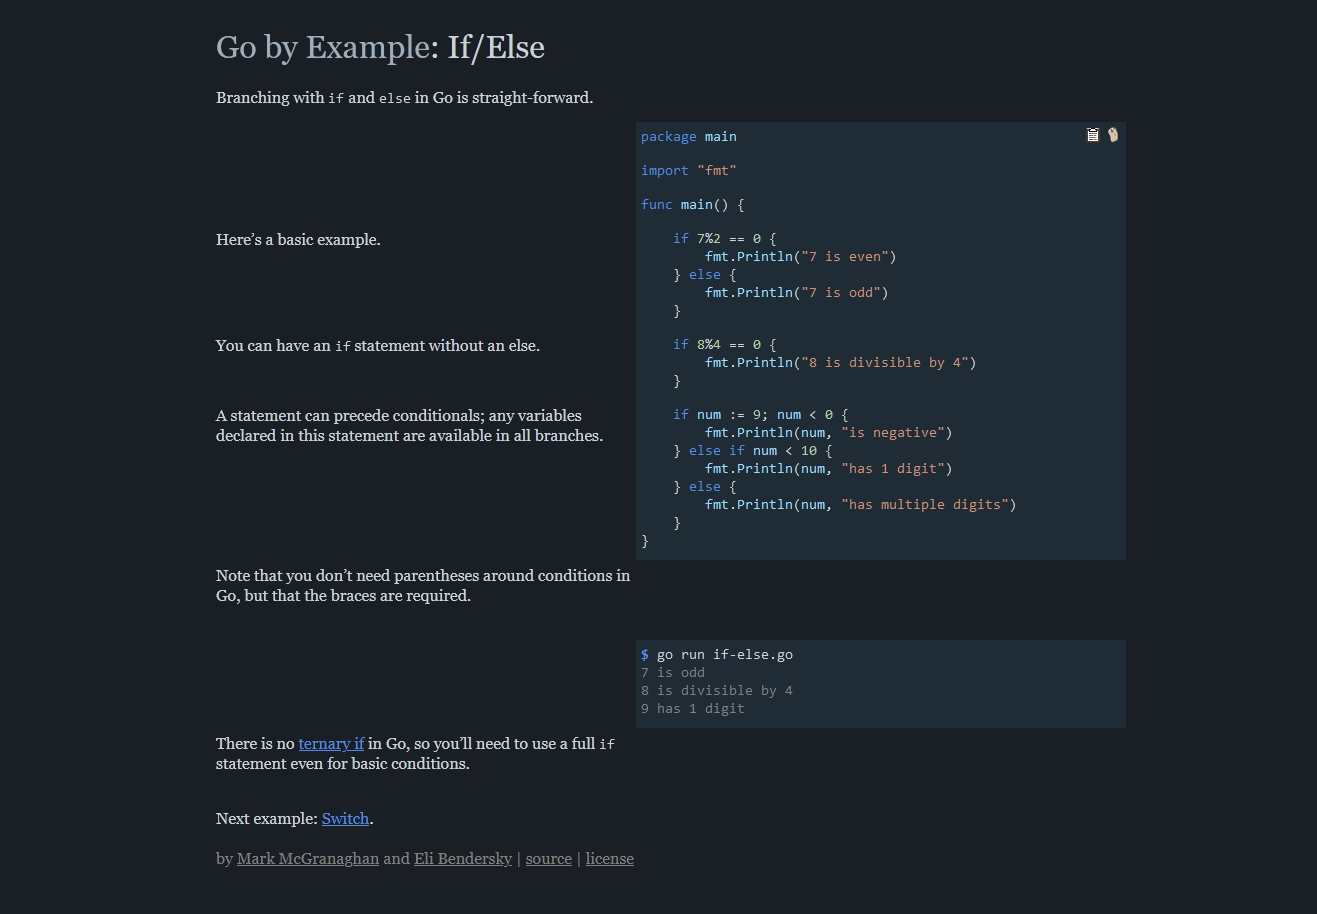 Go by Example: If/Else
Branching with if and else in Go is straight-forward.
package main
import "fmt"
func main() {
Here’s a basic example.
    if 7%2 == 0 {
        fmt.Println("7 is even")
    } else {
        fmt.Println("7 is odd")
    }
You can have an if statement without an else.
    if 8%4 == 0 {
        fmt.Println("8 is divisible by 4")
    }
A statement can precede conditionals; any variables
declared in this statement are available in all branches.
    if num := 9; num < 0 {
        fmt.Println(num, "is negative")
    } else if num < 10 {
        fmt.Println(num, "has 1 digit")
    } else {
        fmt.Println(num, "has multiple digits")
    }
}
Note that you don’t need parentheses around conditions in
Go, but that the braces are required.
$ go run if-else.go
7 is odd
8 is divisible by 4
9 has 1 digit
There is no ternary if in Go, so you’ll need to use a full if
statement even for basic conditions.
Next example: Switch.
by Mark McGranaghan and Eli Bendersky | source | license